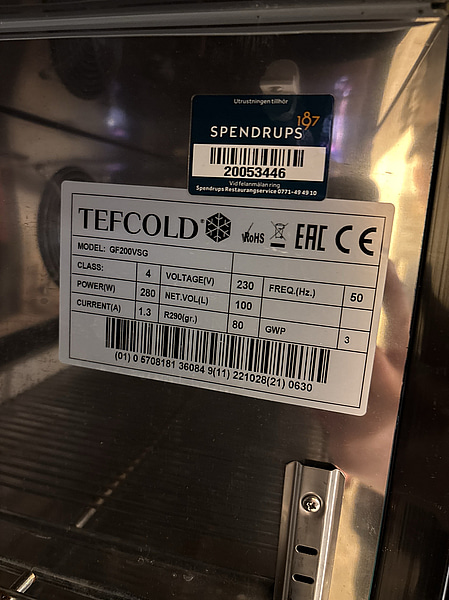 Utrustningen tillhör
SPENDRUPS 1897
20053446
Vid felanmälan ring
Spendrups Restaurangservice 0771-49 49 10
TEFCOLD® RoHS EAC CE
MODEL: GF200VSG
CLASS: 4 VOLTAGE(V) 230 FREQ.(Hz.) 50
POWER(W) 280 NET.VOL(L) 100
CURRENT(A) 1.3 R290(gr.) 80 GWP 3
(01) 0 5708181 36084 9(11) 221028(21) 0630